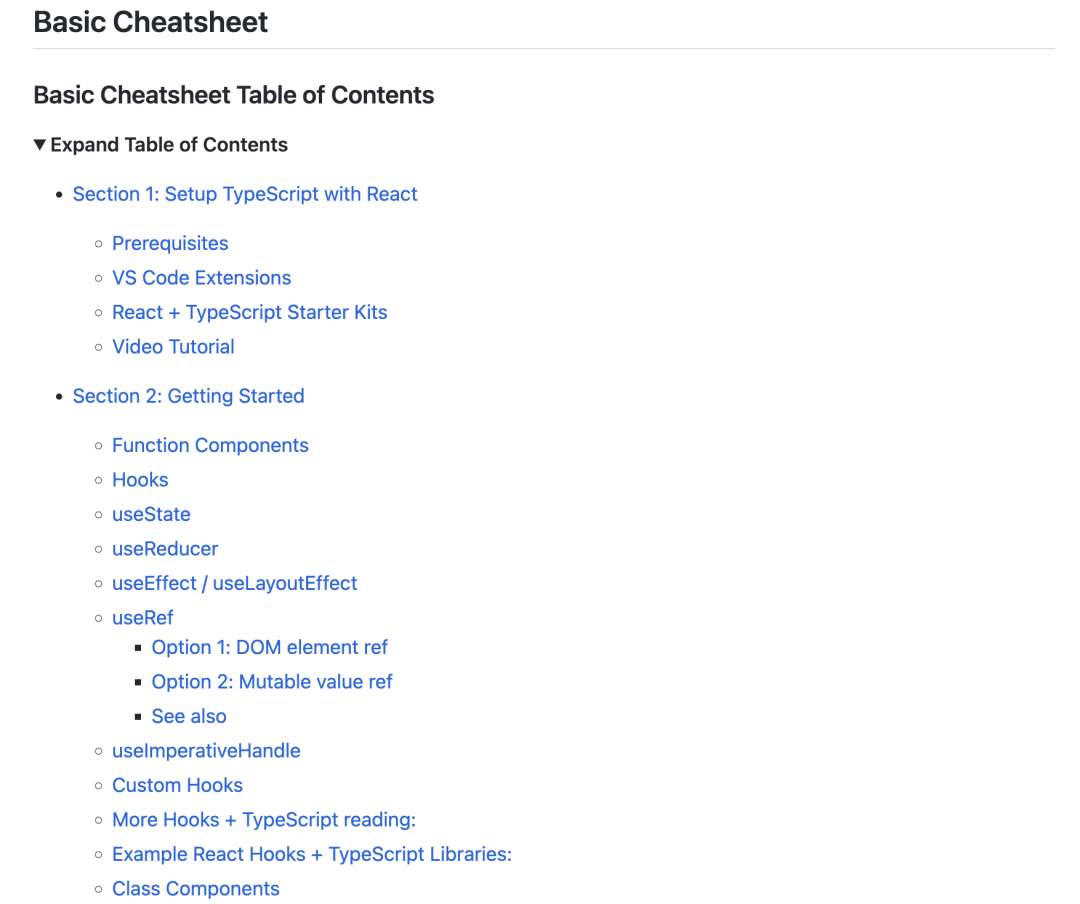 Basic Cheatsheet
Basic Cheatsheet Table of Contents
Expand Table of Contents
Section 1: Setup TypeScript with React
Prerequisites
VS Code Extensions
React + TypeScript Starter Kits
Video Tutorial
Section 2: Getting Started
Function Components
Hooks
useState
useReducer
useEffect / useLayoutEffect
useRef
Option 1: DOM element ref
Option 2: Mutable value ref
See also
useImperativeHandle
Custom Hooks
More Hooks + TypeScript reading:
Example React Hooks + TypeScript Libraries:
Class Components